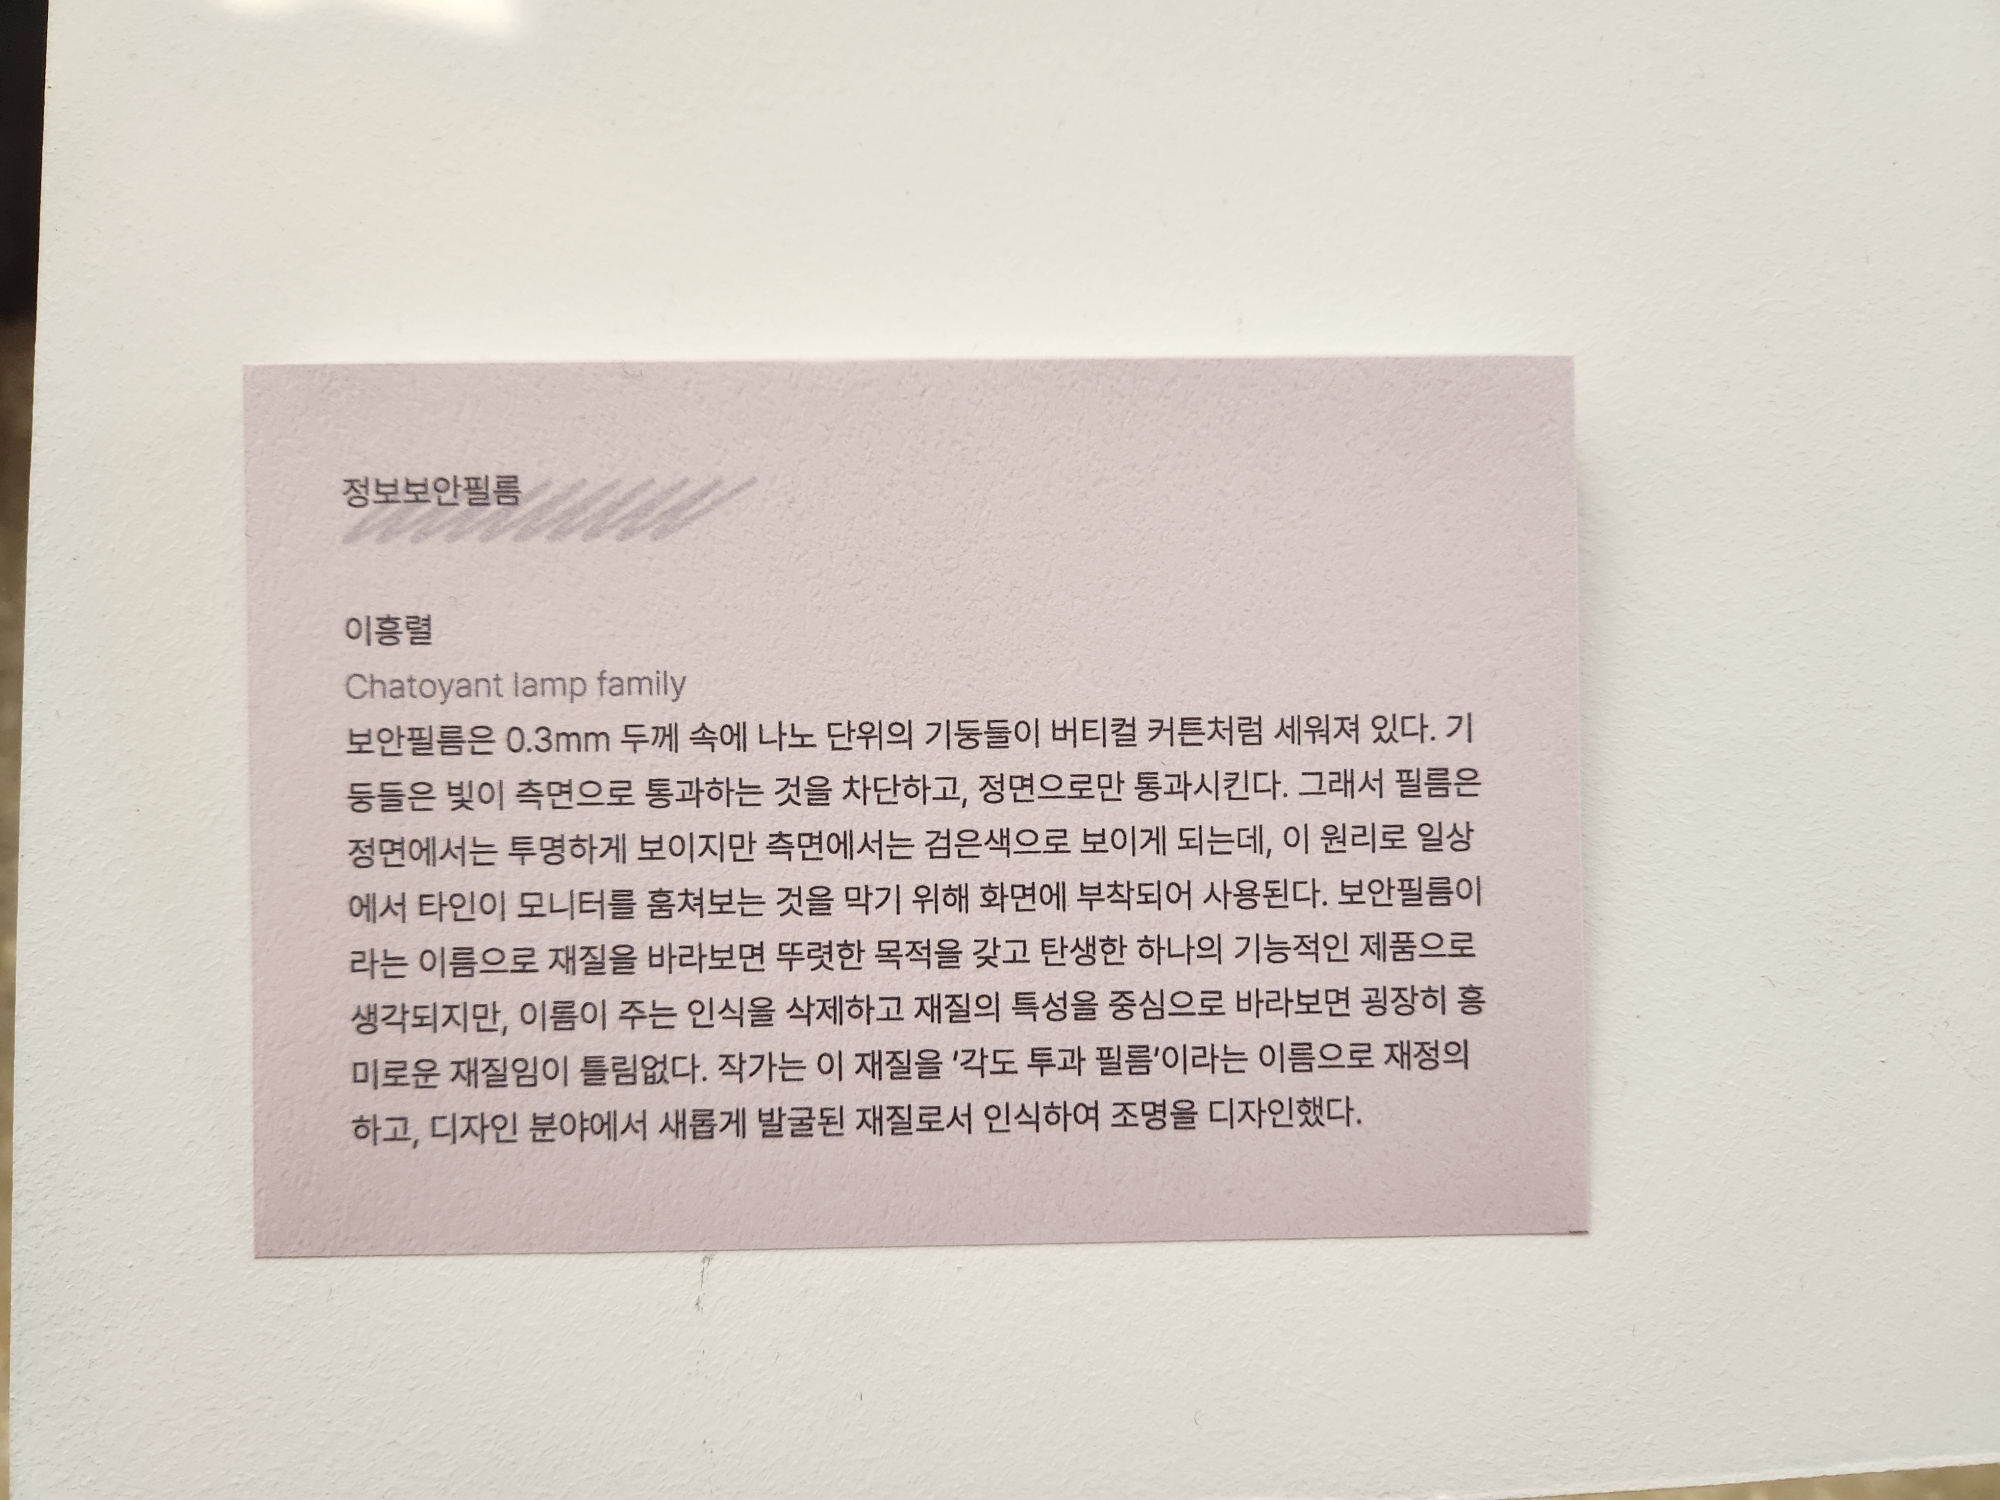 정보보안필름
이흥렬
Chatoyant lamp family
보안필름은 0.3mm 두께 속에 나노 단위의 기둥들이 버티컬 커튼처럼 세워져 있다. 기
둥들은 빛이 측면으로 통과하는 것을 차단하고, 정면으로만 통과시킨다. 그래서 필름은
정면에서는 투명하게 보이지만 측면에서는 검은색으로 보이게 되는데, 이 원리로 일상
에서 타인이 모니터를 훔쳐보는 것을 막기 위해 화면에 부착되어 사용된다. 보안필름이
라는 이름으로 재질을 바라보면 뚜렷한 목적을 갖고 탄생한 하나의 기능적인 제품으로
생각되지만, 이름이 주는 인식을 삭제하고 재질의 특성을 중심으로 바라보면 굉장히 흥
미로운 재질임이 틀림없다. 작가는 이 재질을 '각도 투과 필름'이라는 이름으로 재정의
하고, 디자인 분야에서 새롭게 발굴된 재질로서 인식하여 조명을 디자인했다.